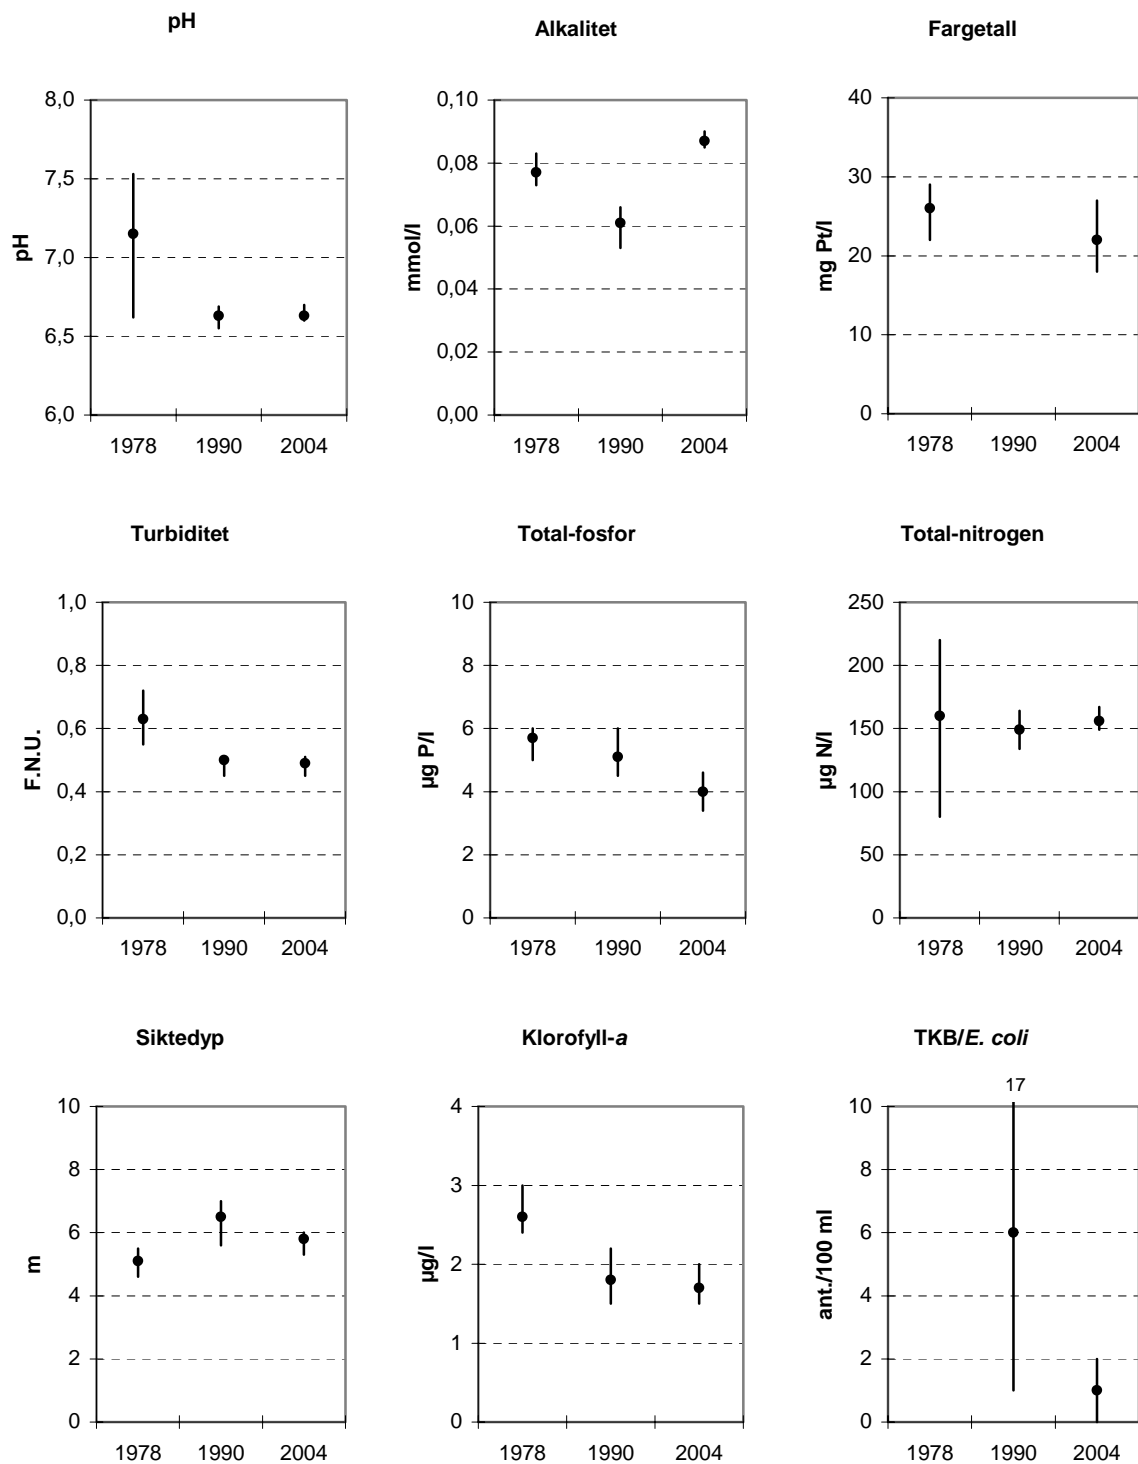 pH
Alkalitet
Fargetall
8,0
7,5
7,0
6,5
6,0
pH
1978 1990 2004
0,10
0,08
0,06
0,04
0,02
0,00
mmol/l
1978 1990 2004
40
30
20
10
0
mg Pt/l
1978 1990 2004
Turbiditet
Total-fosfor
Total-nitrogen
1,0
0,8
0,6
0,4
0,2
0,0
F.N.U.
1978 1990 2004
10
8
6
4
2
0
µg P/l
1978 1990 2004
250
200
150
100
50
0
µg N/l
1978 1990 2004
Siktedyp
Klorofyll-a
TKB/E. coli
10
8
6
4
2
0
m
1978 1990 2004
4
3
2
1
0
µg/l
1978 1990 2004
17
10
8
6
4
2
0
ant./100 ml
1978 1990 2004